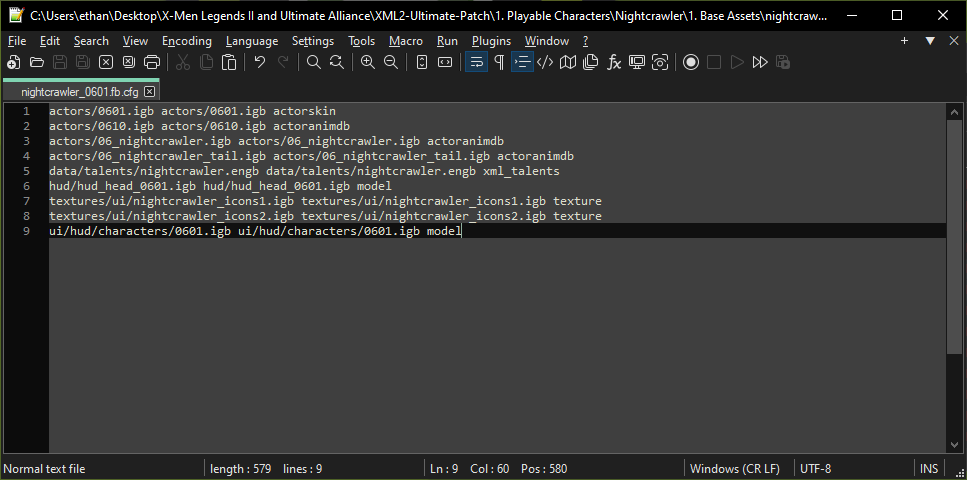 C:\Users\ethan\Desktop\X-Men Legends II and Ultimate Alliance\XML2-Ultimate-Patch\1. Playable Characters\Nightcrawler\1. Base Assets\nightcraw...
File Edit Search View Encoding Language Settings Tools Macro Run Plugins Window ?
nightcrawler_0601.fb.cfg
1 actors/0601.igb actors/0601.igb actorskin
2 actors/0610.igb actors/0610.igb actoranimdb
3 actors/06_nightcrawler.igb actors/06_nightcrawler.igb actoranimdb
4 actors/06_nightcrawler_tail.igb actors/06_nightcrawler_tail.igb actoranimdb
5 data/talents/nightcrawler.engb data/talents/nightcrawler.engb xml_talents
6 hud/hud_head_0601.igb hud/hud_head_0601.igb model
7 textures/ui/nightcrawler_icons1.igb textures/ui/nightcrawler_icons1.igb texture
8 textures/ui/nightcrawler_icons2.igb textures/ui/nightcrawler_icons2.igb texture
9 ui/hud/characters/0601.igb ui/hud/characters/0601.igb model
Normal text file length : 579 lines : 9 Ln : 9 Col : 60 Pos : 580 Windows (CR LF) UTF-8 INS